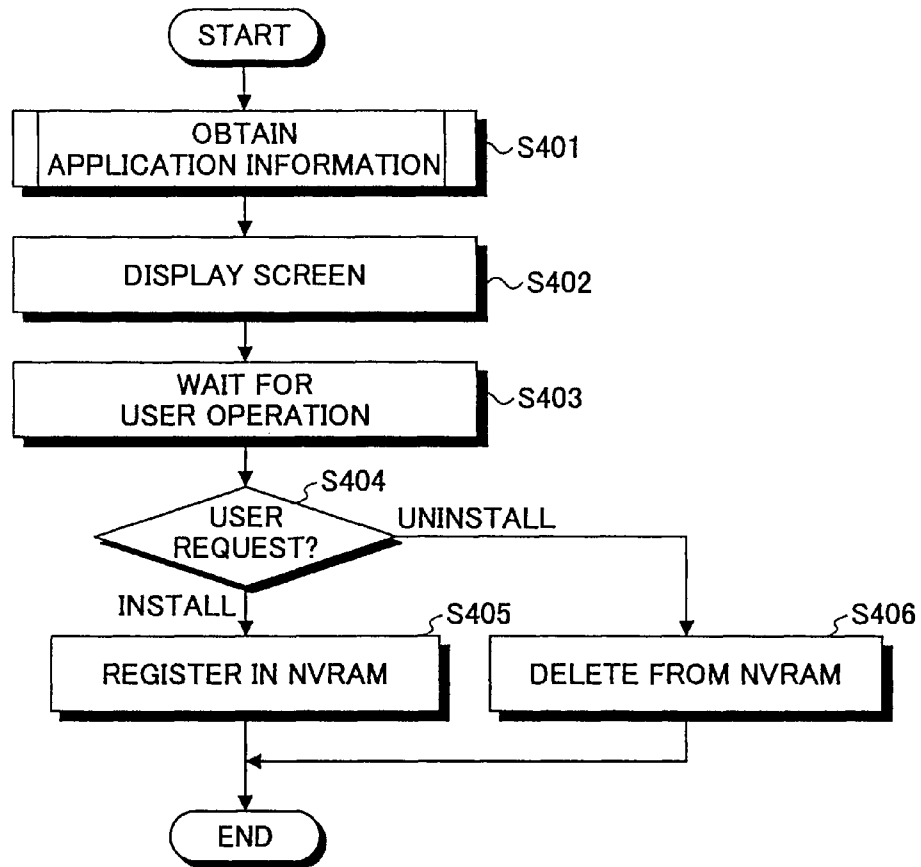 START
OBTAIN
APPLICATION INFORMATION
S401
DISPLAY SCREEN
S402
WAIT FOR
USER OPERATION
S403
S404
USER
REQUEST?
UNINSTALL
INSTALL
S405
REGISTER IN NVRAM
S406
DELETE FROM NVRAM
END